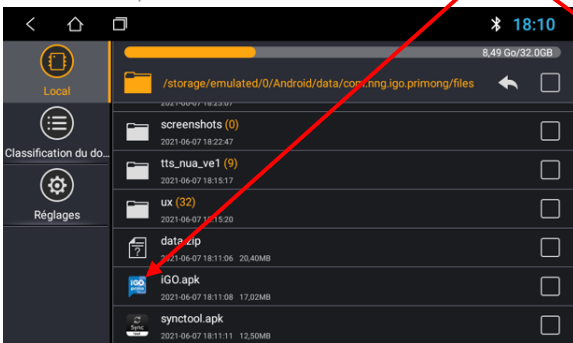 18:10
8,49 Go/32.0GB
Local
/storage/emulated/0/Android/data/com.nng.igo.primong/files
screenshots (0)
2021-06-07 18:22:47
Classification du do...
tts_nua_ve1 (9)
2021-06-07 18:15:17
Réglages
ux (32)
2021-06-07 18:15:20
data.zip
2021-06-07 18:11:06 20,40MB
iGO.apk
2021-06-07 18:11:08 17,02MB
synctool.apk
2021-06-07 18:11:11 12,50MB